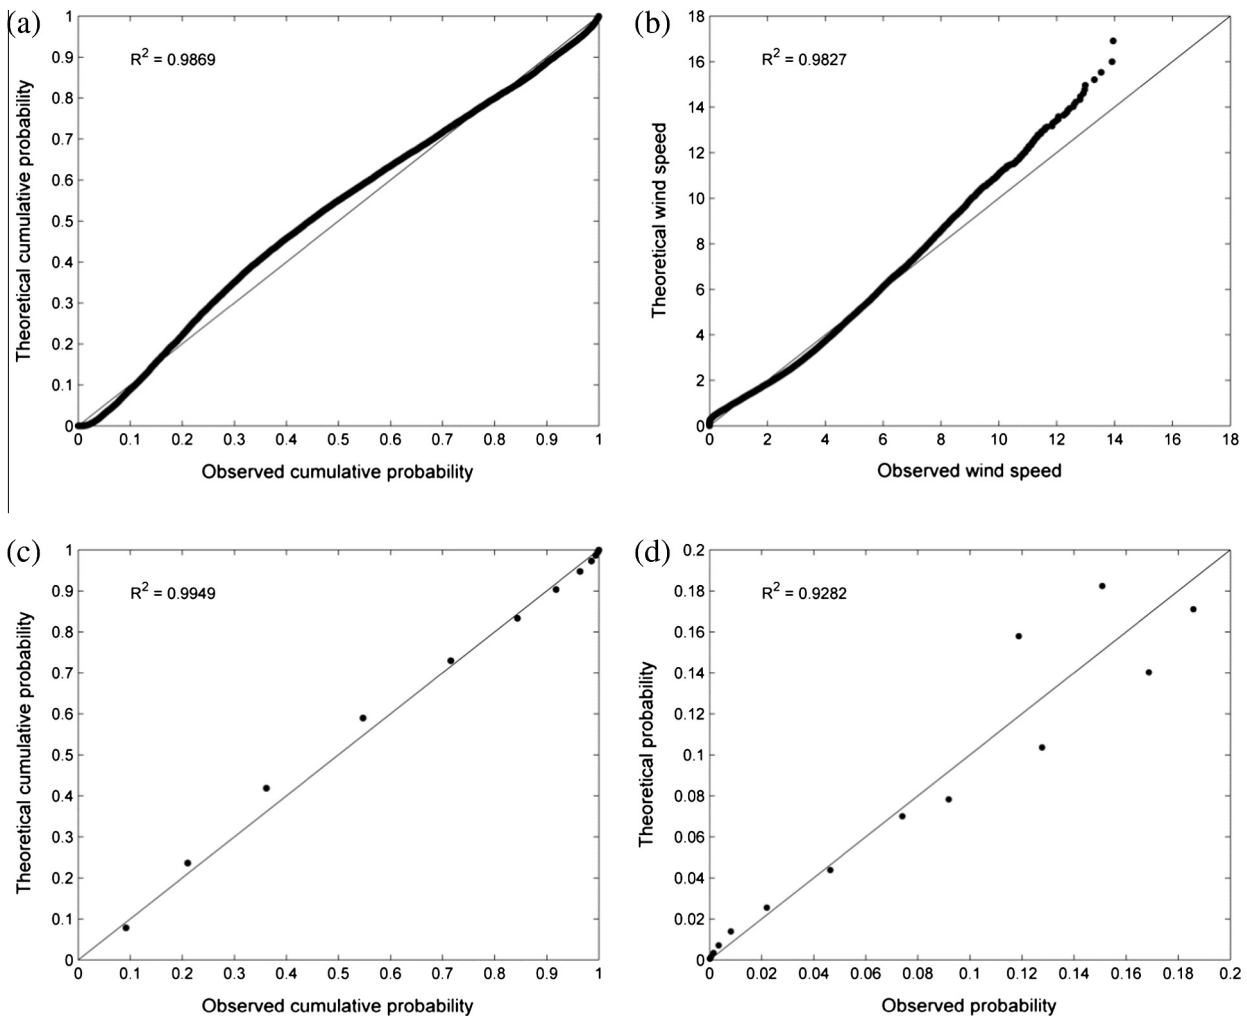 (a)
R2 = 0.9869
Theoretical cumulative probability
1
0.9
0.8
0.7
0.6
0.5
0.4
0.3
0.2
0.1
0
0 0.1 0.2 0.3 0.4 0.5 0.6 0.7 0.8 0.9 1
Observed cumulative probability
(b)
R2 = 0.9827
Theoretical wind speed
18
16
14
12
10
8
6
4
2
0
0 2 4 6 8 10 12 14 16 18
Observed wind speed
(c)
R2 = 0.9949
Theoretical cumulative probability
1
0.9
0.8
0.7
0.6
0.5
0.4
0.3
0.2
0.1
0
0 0.1 0.2 0.3 0.4 0.5 0.6 0.7 0.8 0.9 1
Observed cumulative probability
(d)
R2 = 0.9282
Theoretical probability
0.2
0.18
0.16
0.14
0.12
0.1
0.08
0.06
0.04
0.02
0
0 0.02 0.04 0.06 0.08 0.1 0.12 0.14 0.16 0.18 0.2
Observed probability